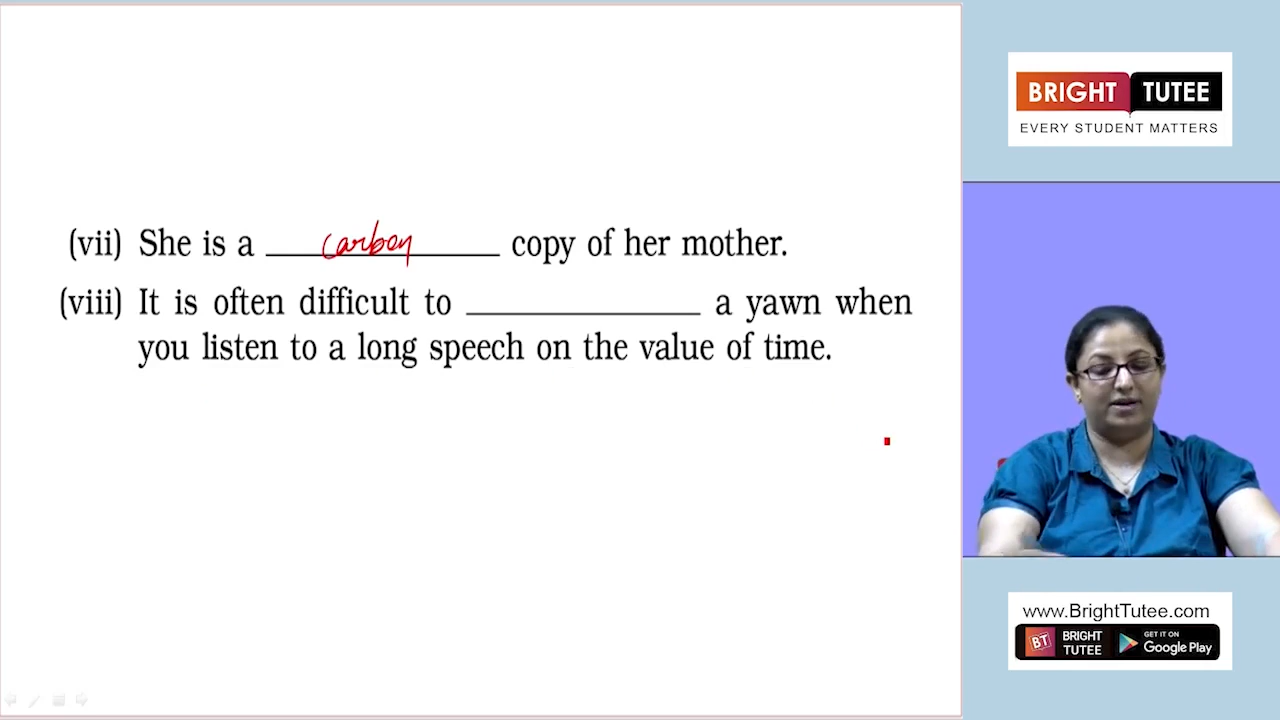 (vii) She is a carbon copy of her mother.
(viii) It is often difficult to ____________ a yawn when
you listen to a long speech on the value of time.
BRIGHT TUTEE
EVERY STUDENT MATTERS
www.BrightTutee.com
BT BRIGHT TUTEE
GET IT ON
Google Play